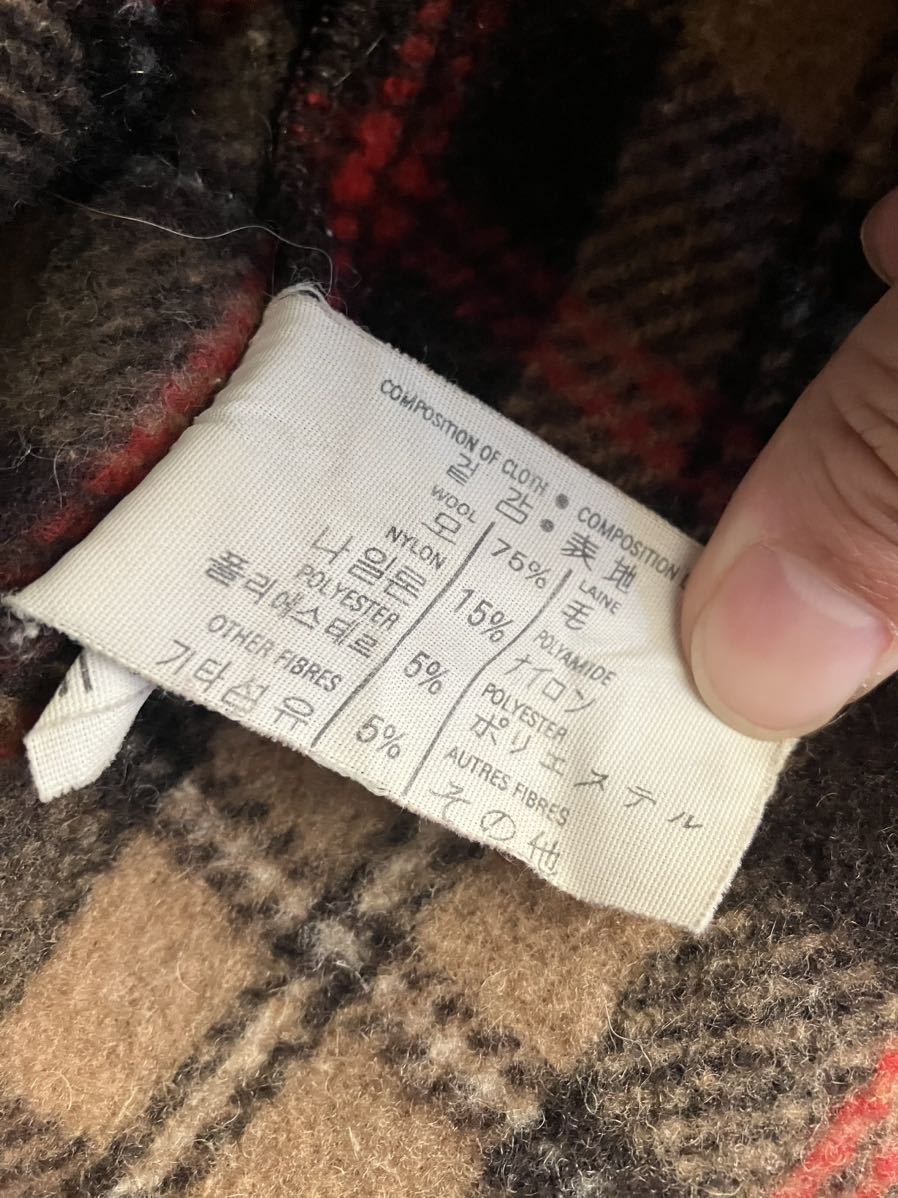 COMPOSITION OF CLOTH • COMPOSITION
겉 감 • 表 地
WOOL 75% LAINE
모 毛
NYLON 15% POLYAMIDE
나 일 론 ナイロン
POLYESTER 5% POLYESTER
폴리에스테르 ポリエステル
OTHER FIBRES 5% AUTRES FIBRES
기타섬유 その他